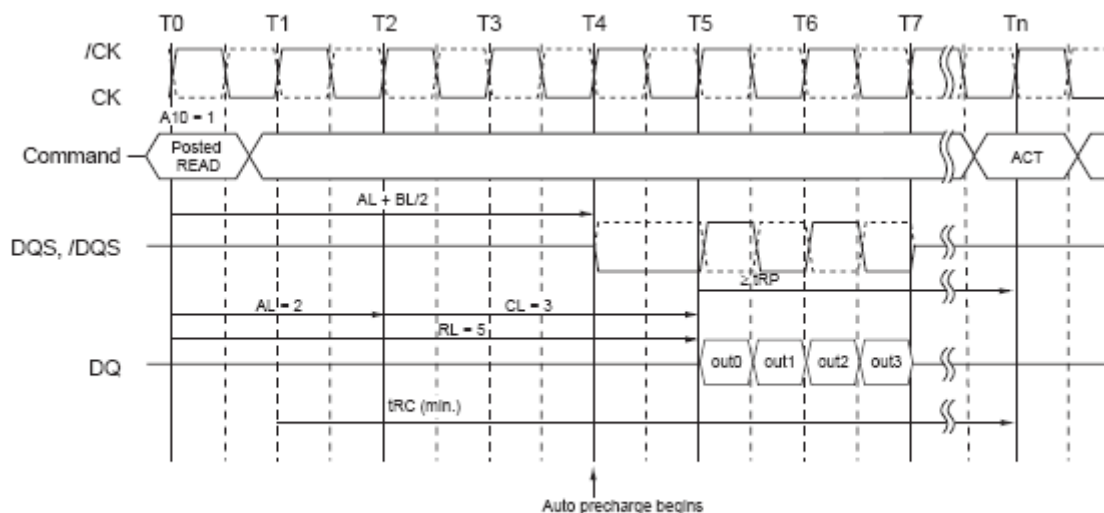 T0 T1 T2 T3 T4 T5 T6 T7 Tn
/CK
CK
A10 = 1
Command
Posted
READ
ACT
AL + BL/2
DQS, /DQS
≥ tRP
AL = 2
CL = 3
RL = 5
DQ
out0 out1 out2 out3
tRC (min.)
Auto precharge begins